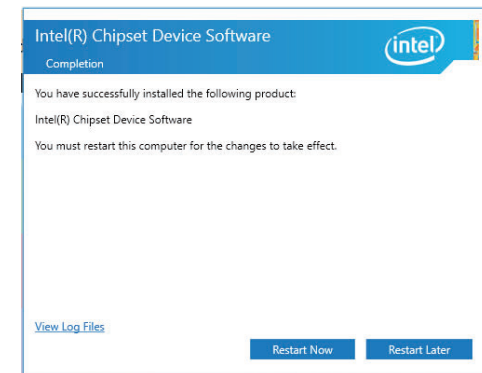 Intel(R) Chipset Device Software
intel
Completion
You have successfully installed the following product:
Intel(R) Chipset Device Software
You must restart this computer for the changes to take effect.
View Log Files
Restart Now
Restart Later